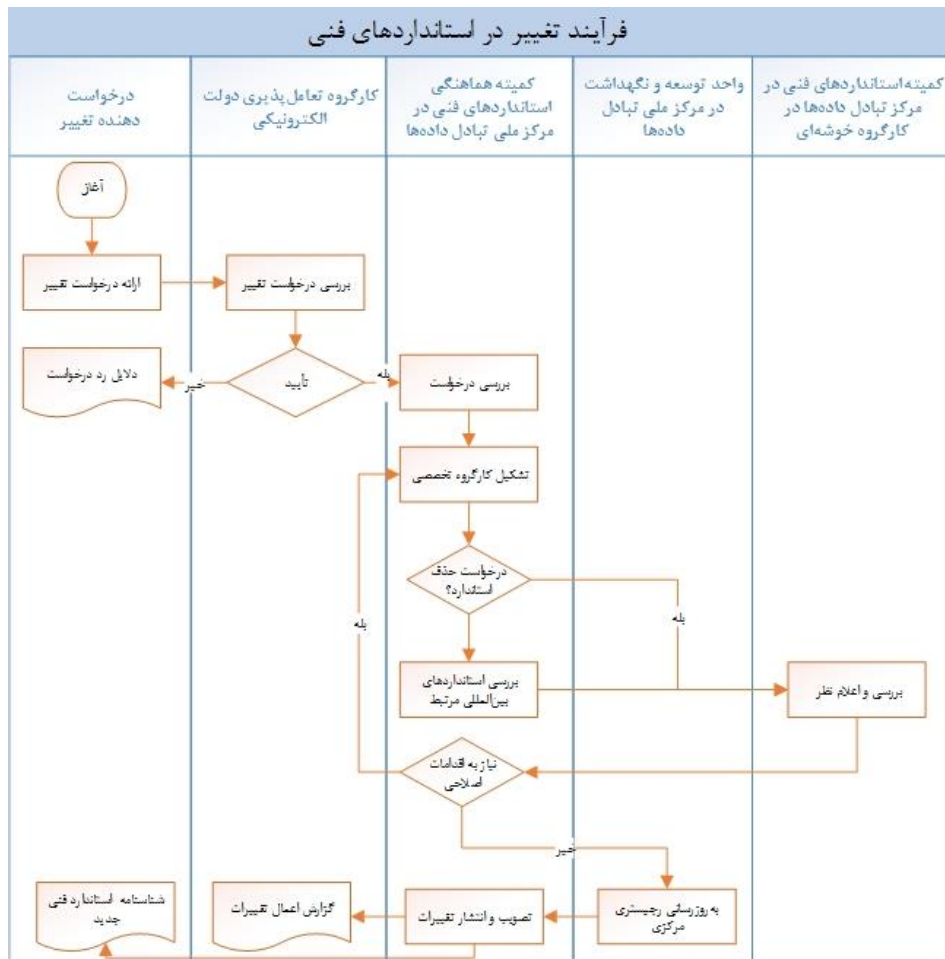 فرآیند تغییر در استانداردهای فنی
کمیته استانداردهای فنی در
مرکز تبادل داده‌ها در
کارگروه خوشه‌ای
واحد توسعه و نگهداشت
در مرکز ملی تبادل
داده‌ها
کمیته هماهنگی
استانداردهای فنی در
مرکز ملی تبادل داده‌ها
کارگروه تعامل‌پذیری دولت
الکترونیکی
درخواست
دهنده تغییر
آغاز
ارائه درخواست تغییر
بررسی درخواست تغییر
تأیید
خیر
دلایل رد درخواست
بله
بررسی درخواست
تشکیل کارگروه تخصصی
درخواست حذف
استاندارد؟
بله
بررسی استانداردهای
بین‌المللی مرتبط
بررسی و اعلام نظر
نیاز به اقدامات
اصلاحی
بله
خیر
به روز رسانی رجیستری
مرکزی
تصویب و انتشار تغییرات
گزارش اعمال تغییرات
شناسنامه استاندارد فنی
جدید